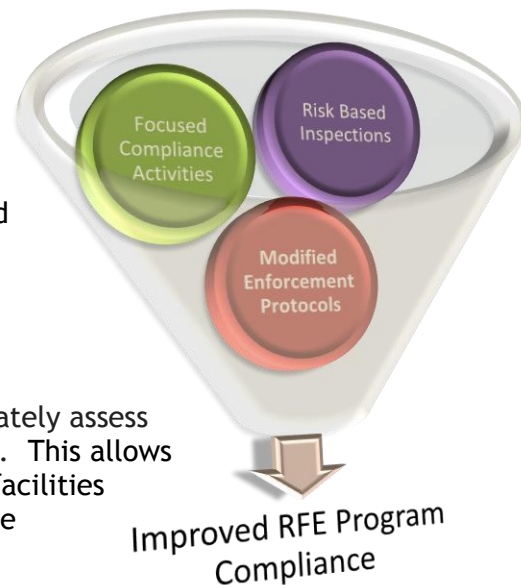 Focused
Compliance
Activities
Risk Based
Inspections
Modified
Enforcement
Protocols
ately assess
. This allows
facilities
Improved RFE Program
Compliance